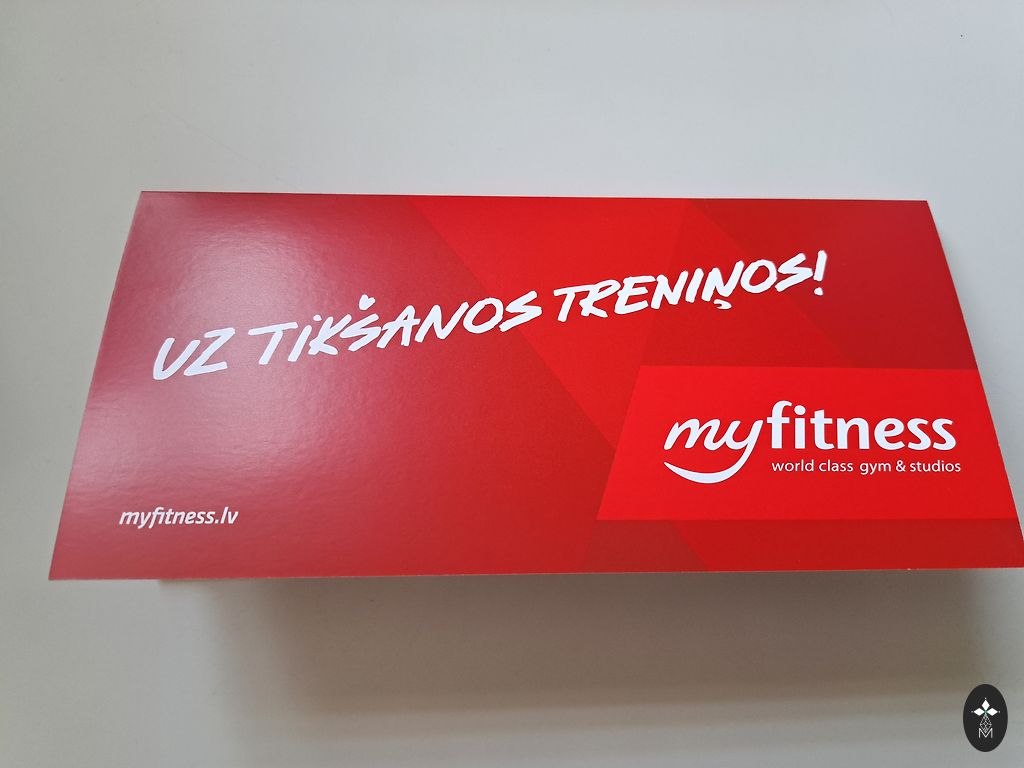 UZ TIKŠANOS TRENIŅOS!
myfitness
world class gym & studios
myfitness.lv
M